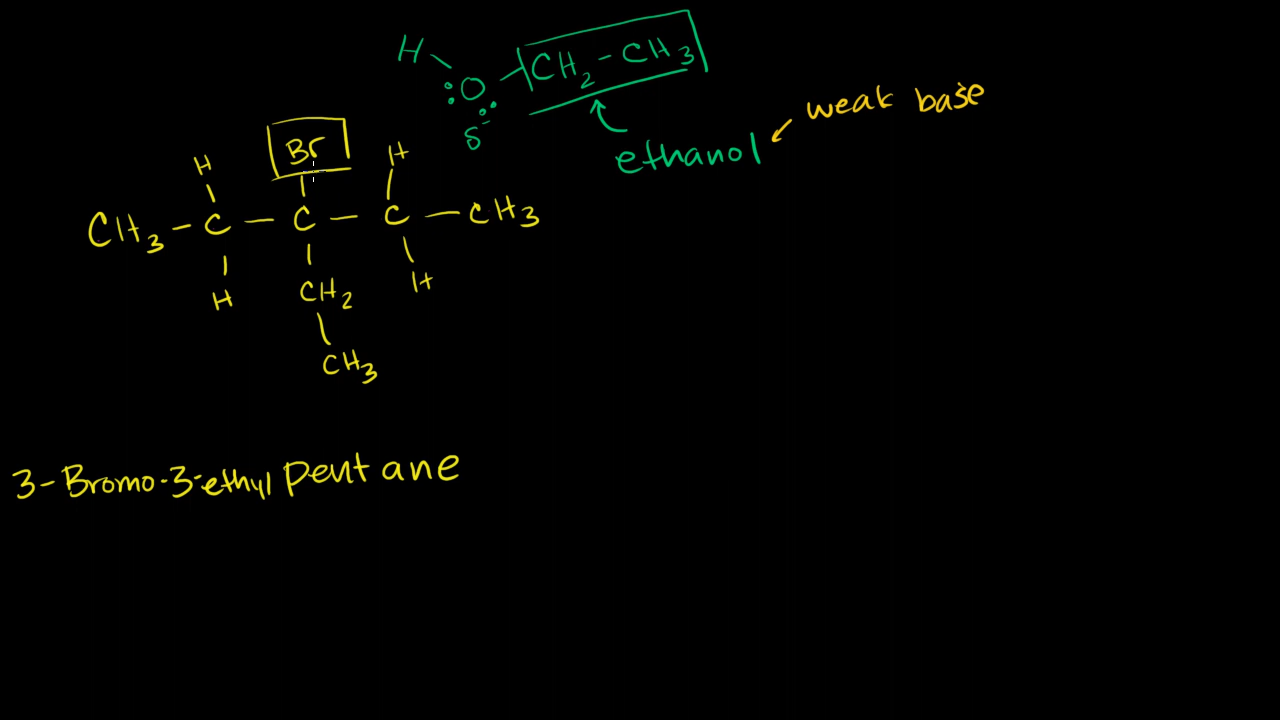 H
:O: — CH2 – CH3
δ-
ethanol
weak base
H Br H
CH3 – C – C – C – CH3
H CH2 H
CH3
3-Bromo-3-ethyl pentane